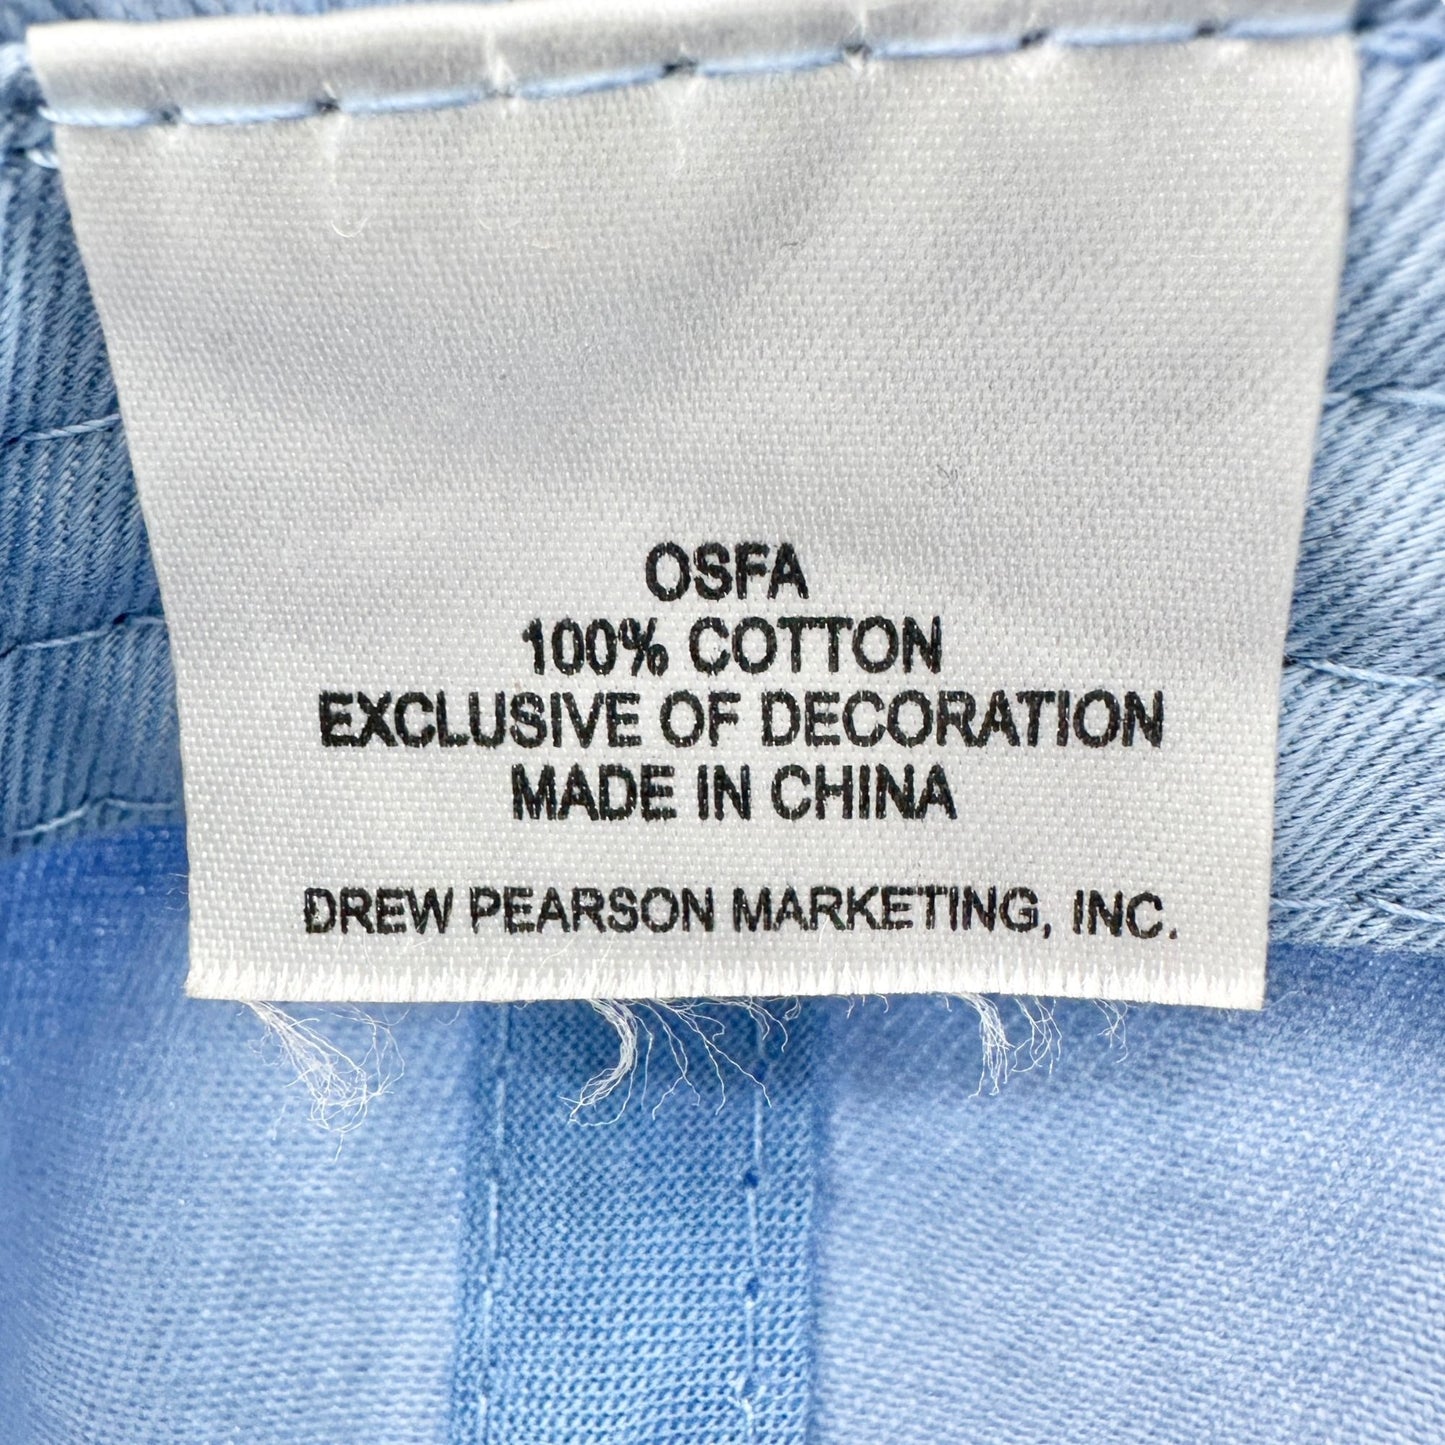 OSFA
100% COTTON
EXCLUSIVE OF DECORATION
MADE IN CHINA
DREW PEARSON MARKETING, INC.